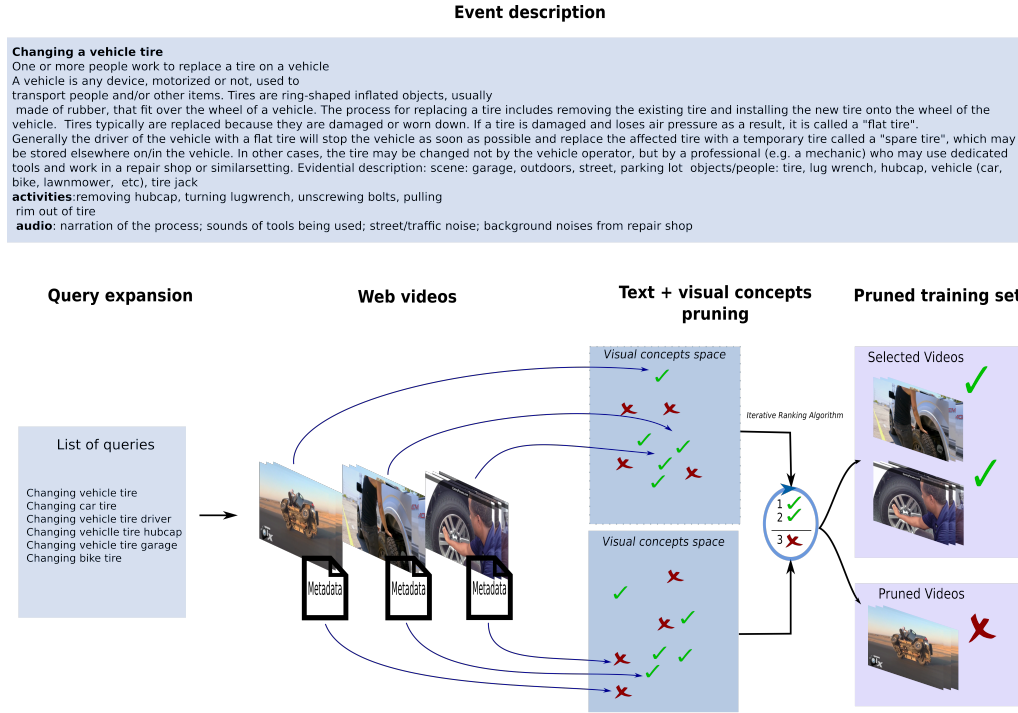 Event description
Changing a vehicle tire
One or more people work to replace a tire on a vehicle
A vehicle is any device, motorized or not, used to
transport people and/or other items. Tires are ring-shaped inflated objects, usually
made of rubber, that fit over the wheel of a vehicle. The process for replacing a tire includes removing the existing tire and installing the new tire onto the wheel of the
vehicle.  Tires typically are replaced because they are damaged or worn down. If a tire is damaged and loses air pressure as a result, it is called a "flat tire".
Generally the driver of the vehicle with a flat tire will stop the vehicle as soon as possible and replace the affected tire with a temporary tire called a "spare tire", which may
be stored elsewhere on/in the vehicle. In other cases, the tire may be changed not by the vehicle operator, but by a professional (e.g. a mechanic) who may use dedicated
tools and work in a repair shop or similarsetting. Evidential description: scene: garage, outdoors, street, parking lot  objects/people: tire, lug wrench, hubcap, vehicle (car,
bike, lawnmower,  etc), tire jack
activities:removing hubcap, turning lugwrench, unscrewing bolts, pulling
rim out of tire
audio: narration of the process; sounds of tools being used; street/traffic noise; background noises from repair shop
Query expansion
Web videos
Text + visual concepts
pruning
Pruned training set
List of queries
Changing vehicle tire
Changing car tire
Changing vehicle tire driver
Changing vehiclle tire hubcap
Changing vehicle tire garage
Changing bike tire
Metadata
Metadata
Metadata
Visual concepts space
Visual concepts space
Iterative Ranking Algorithm
1
2
3
Selected Videos
Pruned Videos